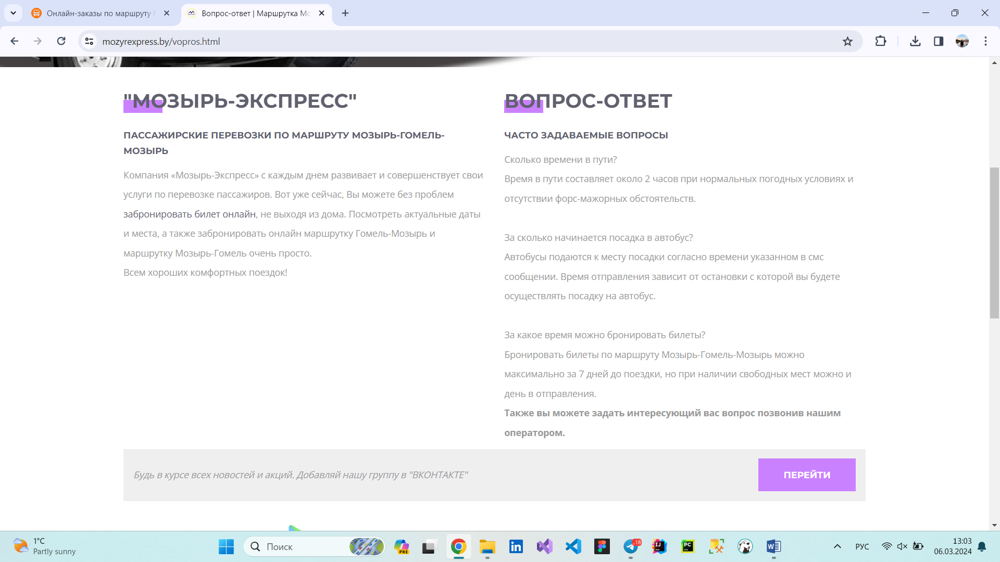 Онлайн-заказы по маршруту
Вопрос-ответ | Маршрутка Мо
mozyrexpress.by/vopros.html
"МОЗЫРЬ-ЭКСПРЕСС"
ПАССАЖИРСКИЕ ПЕРЕВОЗКИ ПО МАРШРУТУ МОЗЫРЬ-ГОМЕЛЬ-
МОЗЫРЬ
Компания «Мозырь-Экспресс» с каждым днем развивает и совершенствует свои
услуги по перевозке пассажиров. Вот уже сейчас, Вы можете без проблем
забронировать билет онлайн, не выходя из дома. Посмотреть актуальные даты
и места, а также забронировать онлайн маршрутку Гомель-Мозырь и
маршрутку Мозырь-Гомель очень просто.
Всем хороших комфортных поездок!
ВОПРОС-ОТВЕТ
ЧАСТО ЗАДАВАЕМЫЕ ВОПРОСЫ
Сколько времени в пути?
Время в пути составляет около 2 часов при нормальных погодных условиях и
отсутствии форс-мажорных обстоятельств.
За сколько начинается посадка в автобус?
Автобусы подаются к месту посадки согласно времени указанном в смс
сообщении. Время отправления зависит от остановки с которой вы будете
осуществлять посадку на автобус.
За какое время можно бронировать билеты?
Бронировать билеты по маршруту Мозырь-Гомель-Мозырь можно
максимально за 7 дней до поездки, но при наличии свободных мест можно и
день в отправления.
Также вы можете задать интересующий вас вопрос позвонив нашим
оператором.
Будь в курсе всех новостей и акций. Добавляй нашу группу в "ВКОНТАКТЕ"
ПЕРЕЙТИ
1°C
Partly sunny
Поиск
PRE
in
18
IJ
PC
W
РУС
13:03
06.03.2024